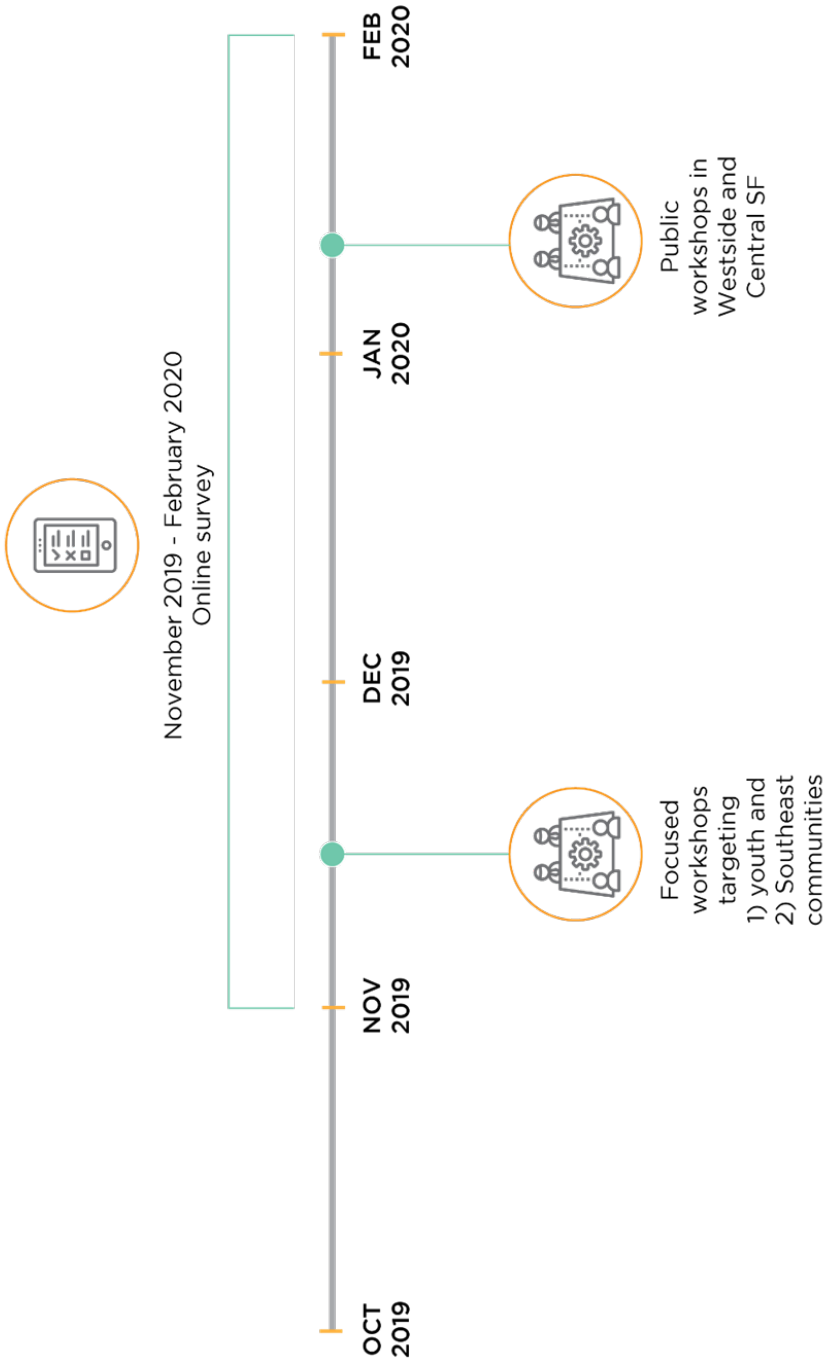 November 2019 - February 2020
Online survey
OCT
2019
NOV
2019
DEC
2019
JAN
2020
FEB
2020
Focused
workshops
targeting
1) youth and
2) Southeast
communities
Public
workshops in
Westside and
Central SF